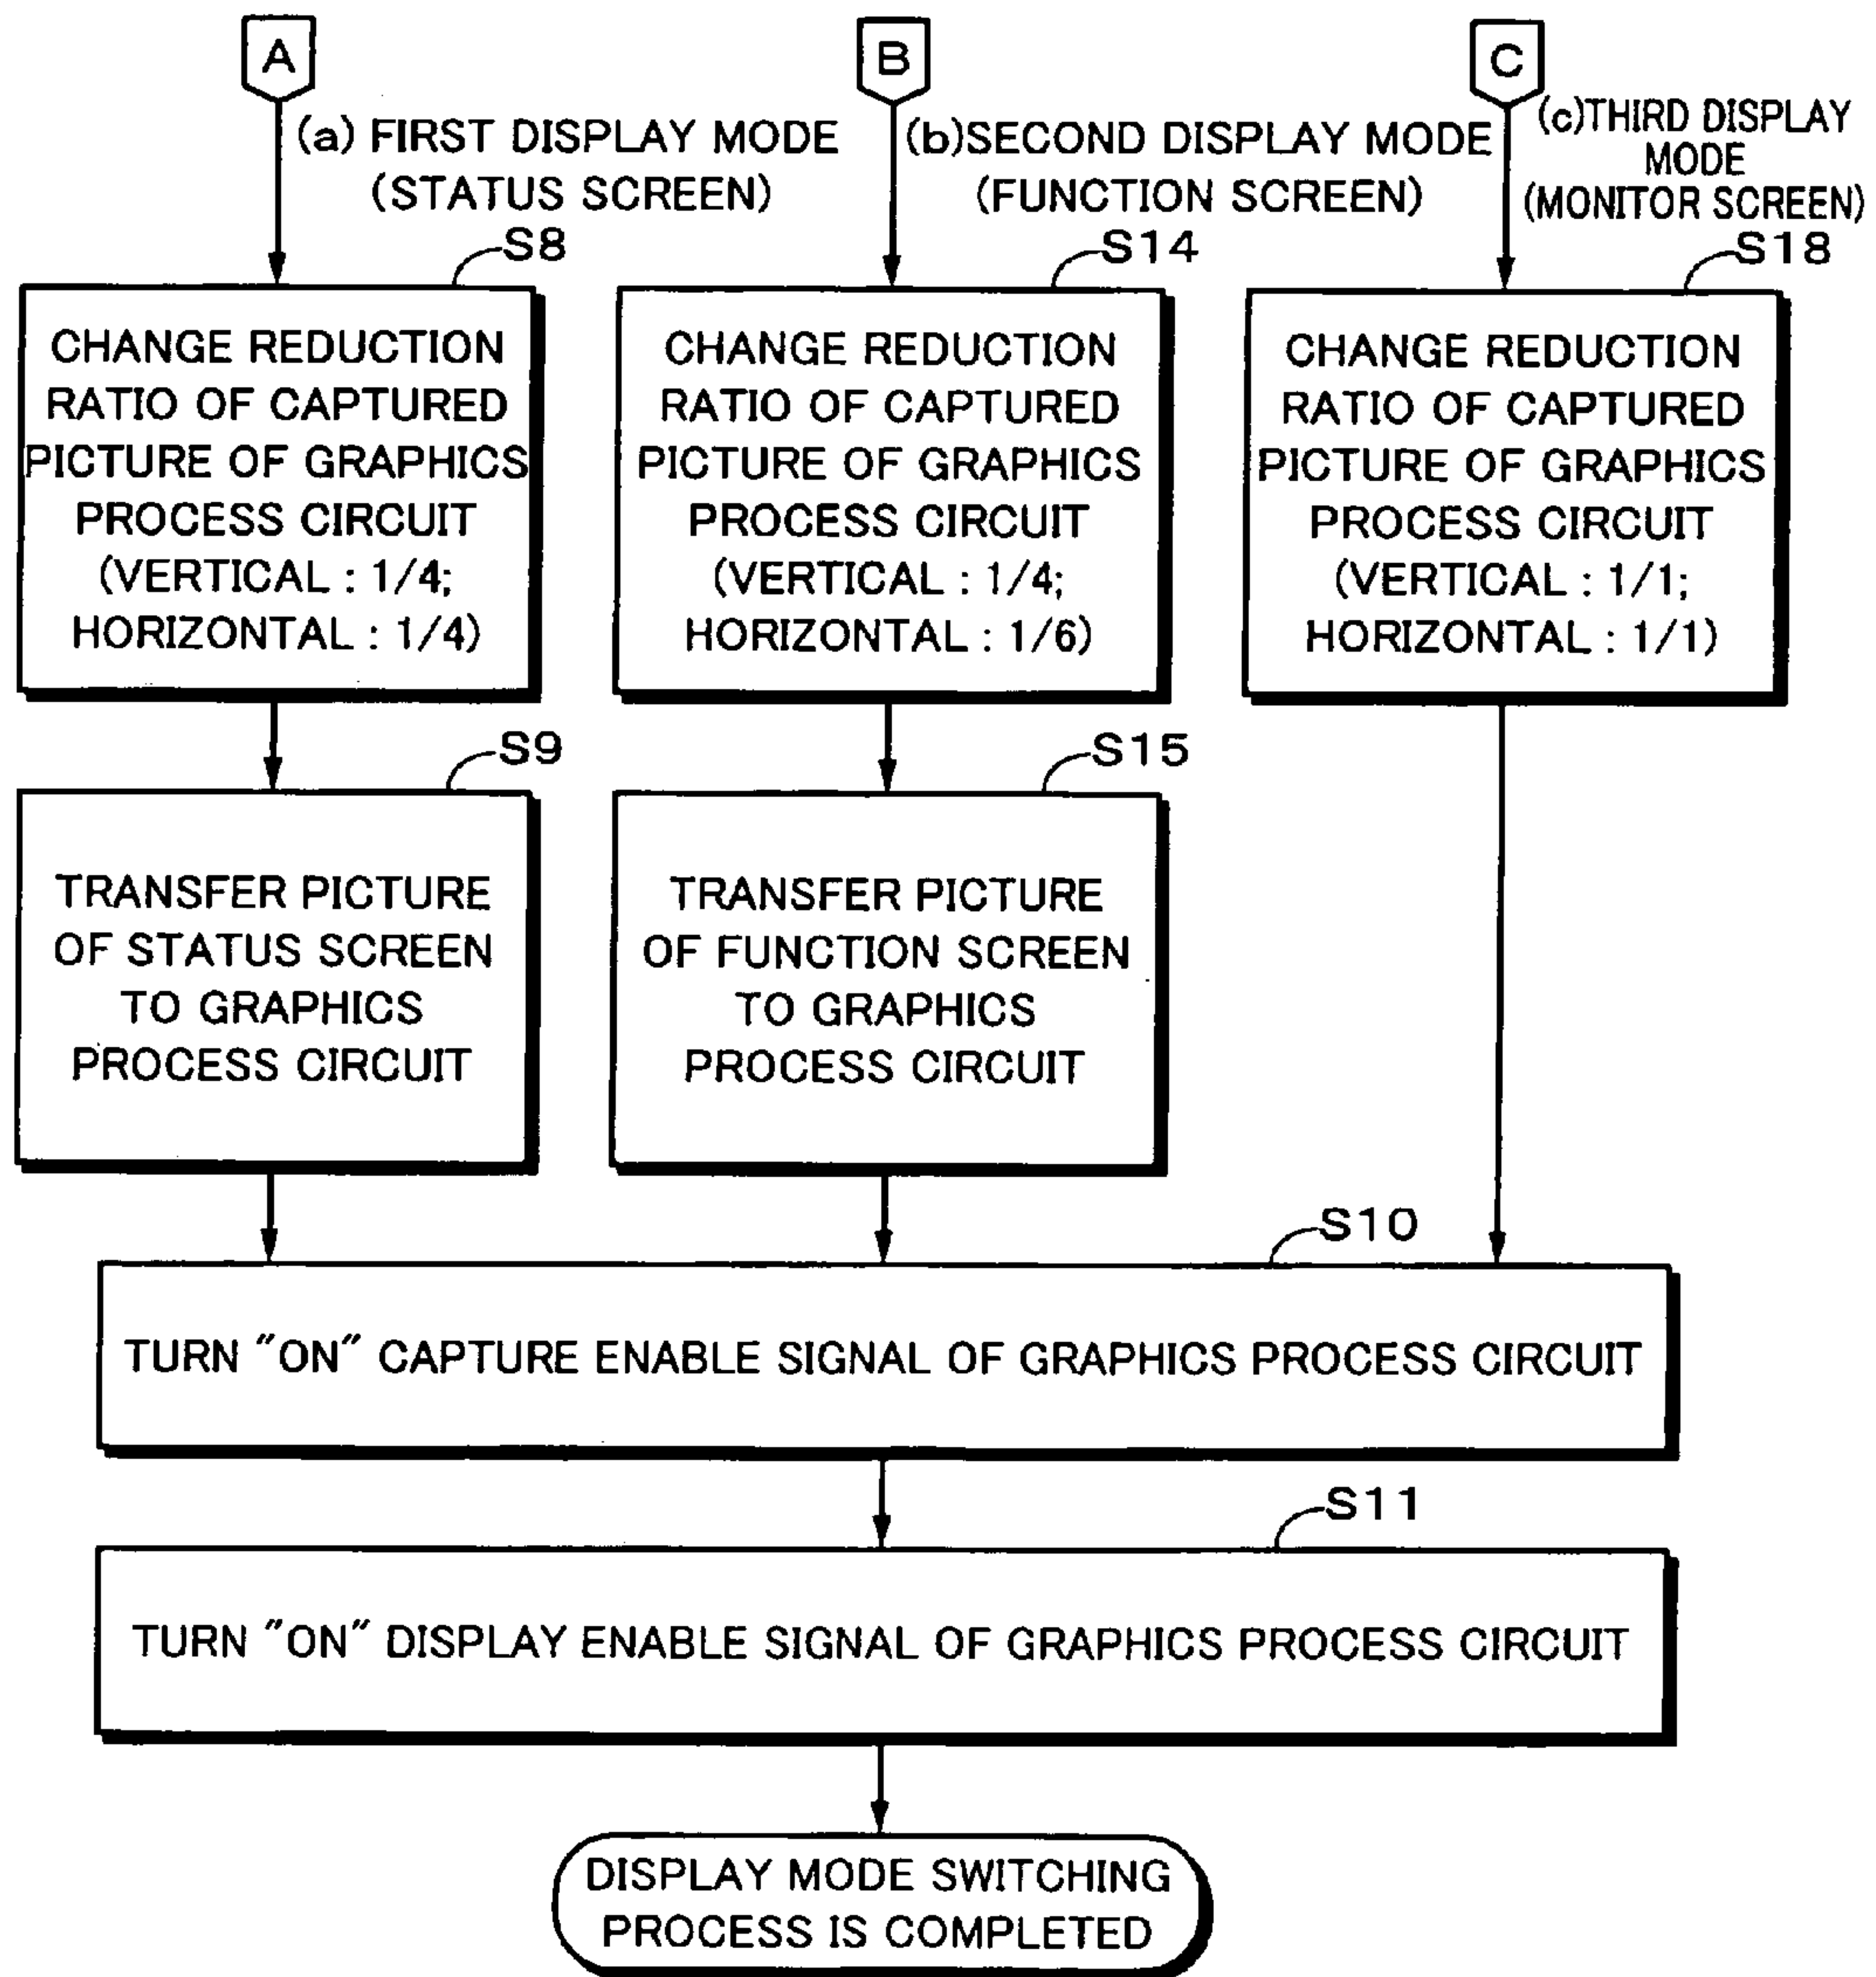 A
(a) FIRST DISPLAY MODE
(STATUS SCREEN)
S8
CHANGE REDUCTION
RATIO OF CAPTURED
PICTURE OF GRAPHICS
PROCESS CIRCUIT
(VERTICAL : 1/4;
HORIZONTAL : 1/4)
S9
TRANSFER PICTURE
OF STATUS SCREEN
TO GRAPHICS
PROCESS CIRCUIT
B
(b)SECOND DISPLAY MODE
(FUNCTION SCREEN)
S14
CHANGE REDUCTION
RATIO OF CAPTURED
PICTURE OF GRAPHICS
PROCESS CIRCUIT
(VERTICAL : 1/4;
HORIZONTAL : 1/6)
S15
TRANSFER PICTURE
OF FUNCTION SCREEN
TO GRAPHICS
PROCESS CIRCUIT
C
(c)THIRD DISPLAY
MODE
(MONITOR SCREEN)
S18
CHANGE REDUCTION
RATIO OF CAPTURED
PICTURE OF GRAPHICS
PROCESS CIRCUIT
(VERTICAL : 1/1;
HORIZONTAL : 1/1)
S10
TURN "ON" CAPTURE ENABLE SIGNAL OF GRAPHICS PROCESS CIRCUIT
S11
TURN "ON" DISPLAY ENABLE SIGNAL OF GRAPHICS PROCESS CIRCUIT
DISPLAY MODE SWITCHING
PROCESS IS COMPLETED